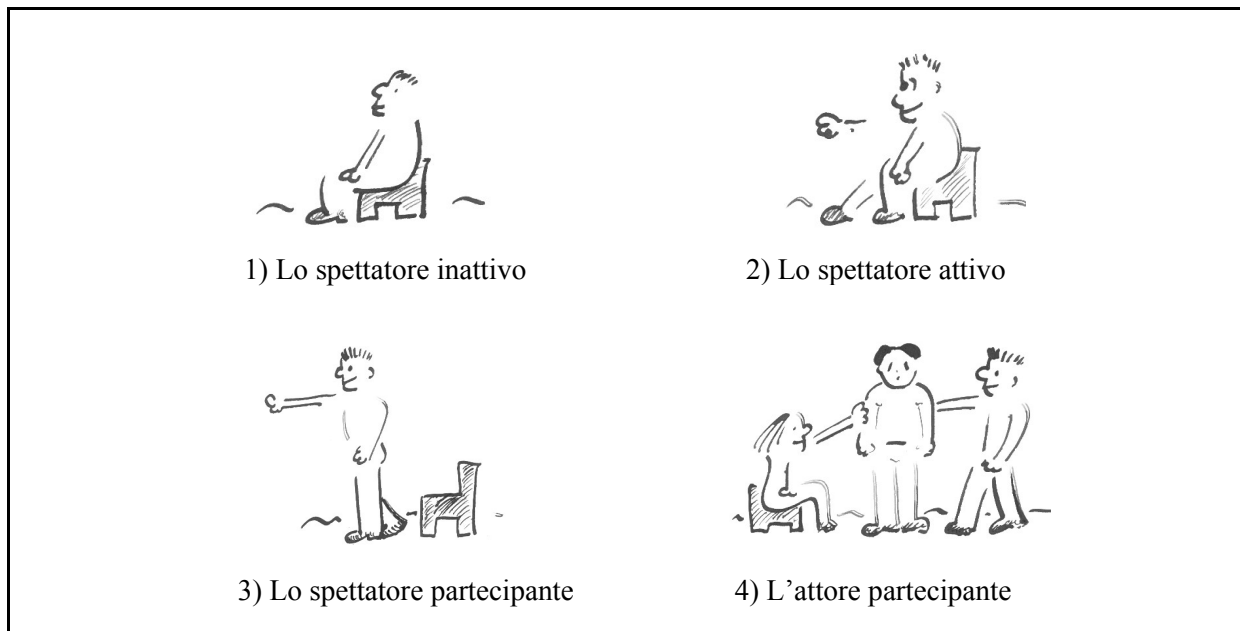 1) Lo spettatore inattivo
2) Lo spettatore attivo
3) Lo spettatore partecipante
4) L’attore partecipante